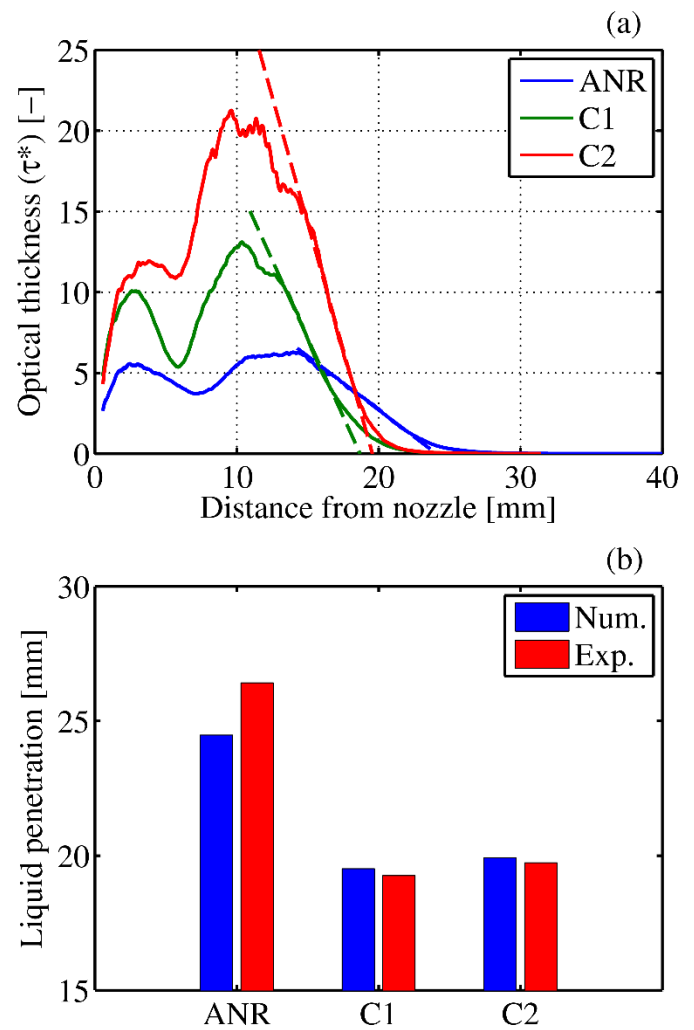 (a)
Optical thickness (τ*) [-]
25
20
15
10
5
0
ANR
C1
C2
0 10 20 30 40
Distance from nozzle [mm]
(b)
Liquid penetration [mm]
30
25
20
15
Num.
Exp.
ANR C1 C2